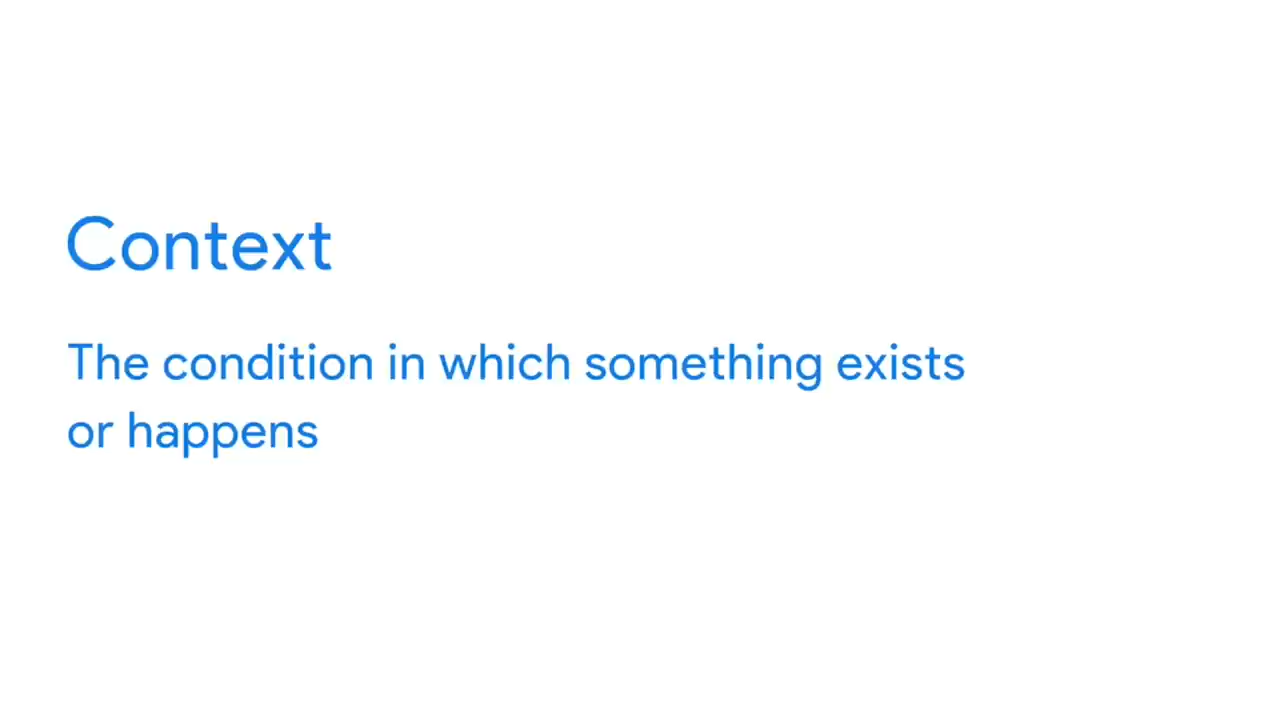 Context
The condition in which something exists
or happens